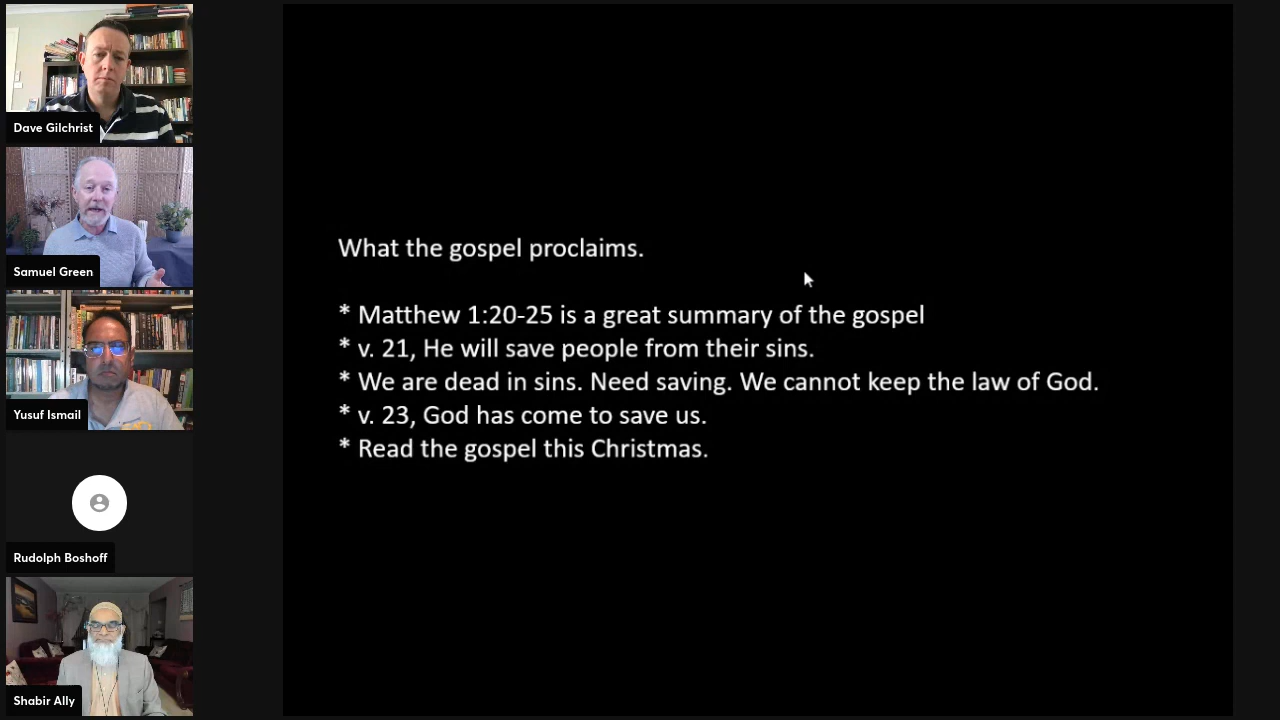 Dave Gilchrist
Samuel Green
Yusuf Ismail
Rudolph Boshoff
Shabir Ally
What the gospel proclaims.
* Matthew 1:20-25 is a great summary of the gospel
* v. 21, He will save people from their sins.
* We are dead in sins. Need saving. We cannot keep the law of God.
* v. 23, God has come to save us.
* Read the gospel this Christmas.